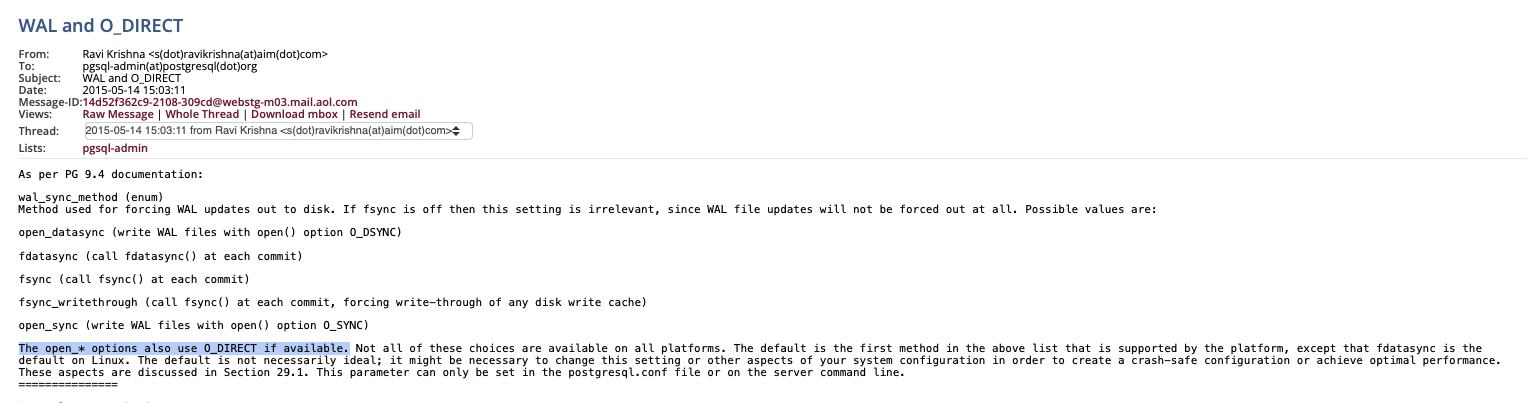 WAL and O_DIRECT
From: Ravi Krishna <s(dot)ravikrishna(at)aim(dot)com>
To: pgsql-admin(at)postgresql(dot)org
Subject: WAL and O_DIRECT
Date: 2015-05-14 15:03:11
Message-ID:14d52f362c9-2108-309cd@webstg-m03.mail.aol.com
Views: Raw Message | Whole Thread | Download mbox | Resend email
Thread: 2015-05-14 15:03:11 from Ravi Krishna <s(dot)ravikrishna(at)aim(dot)com>
Lists: pgsql-admin
As per PG 9.4 documentation:
wal_sync_method (enum)
Method used for forcing WAL updates out to disk. If fsync is off then this setting is irrelevant, since WAL file updates will not be forced out at all. Possible values are:
open_datasync (write WAL files with open() option O_DSYNC)
fdatasync (call fdatasync() at each commit)
fsync (call fsync() at each commit)
fsync_writethrough (call fsync() at each commit, forcing write-through of any disk write cache)
open_sync (write WAL files with open() option O_SYNC)
The open_* options also use O_DIRECT if available. Not all of these choices are available on all platforms. The default is the first method in the above list that is supported by the platform, except that fdatasync is the
default on Linux. The default is not necessarily ideal; it might be necessary to change this setting or other aspects of your system configuration in order to create a crash-safe configuration or achieve optimal performance.
These aspects are discussed in Section 29.1. This parameter can only be set in the postgresql.conf file or on the server command line.
===============